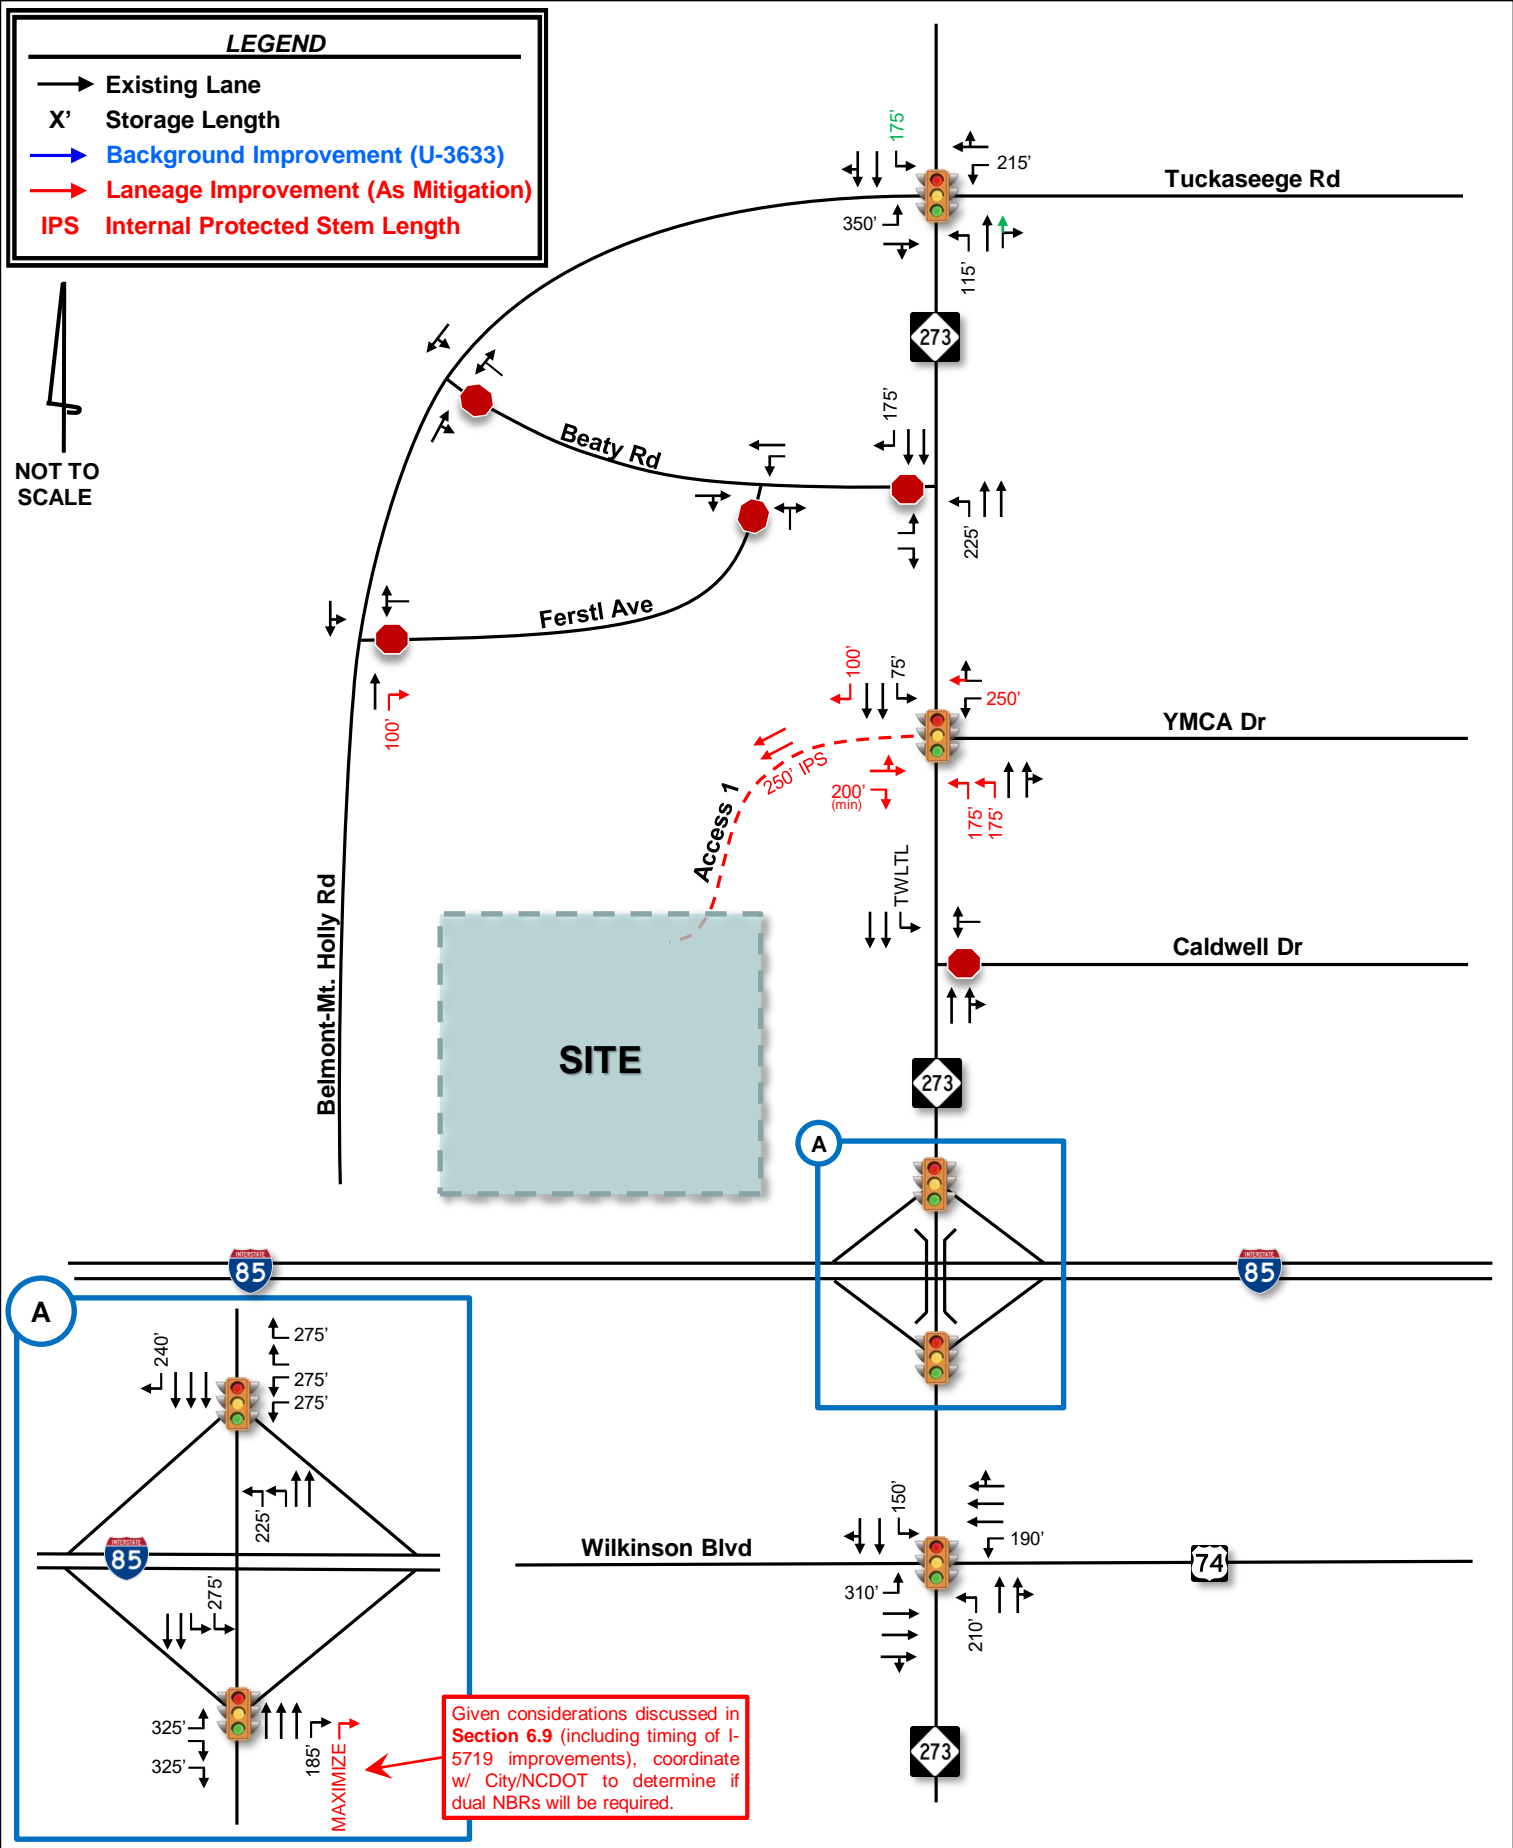 LEGEND
Existing Lane
X’ Storage Length
Background Improvement (U-3633)
Laneage Improvement (As Mitigation)
IPS Internal Protected Stem Length
NOT TO
SCALE
175’
215’
Tuckaseege Rd
350’
115’
273
175’
Beaty Rd
225’
Ferstl Ave
100’
100’
75’
250’
YMCA Dr
250’ IPS
200’
(min)
175’
175’
Access 1
TWLTL
Caldwell Dr
Belmont-Mt. Holly Rd
SITE
273
A
INTERSTATE
85
INTERSTATE
85
A
240’
275’
275’
275’
225’
INTERSTATE
85
275’
325’
325’
185’
MAXIMIZE
Given considerations discussed in
Section 6.9 (including timing of I-
5719 improvements), coordinate
w/ City/NCDOT to determine if
dual NBRs will be required.
150’
190’
Wilkinson Blvd
74
310’
210’
273